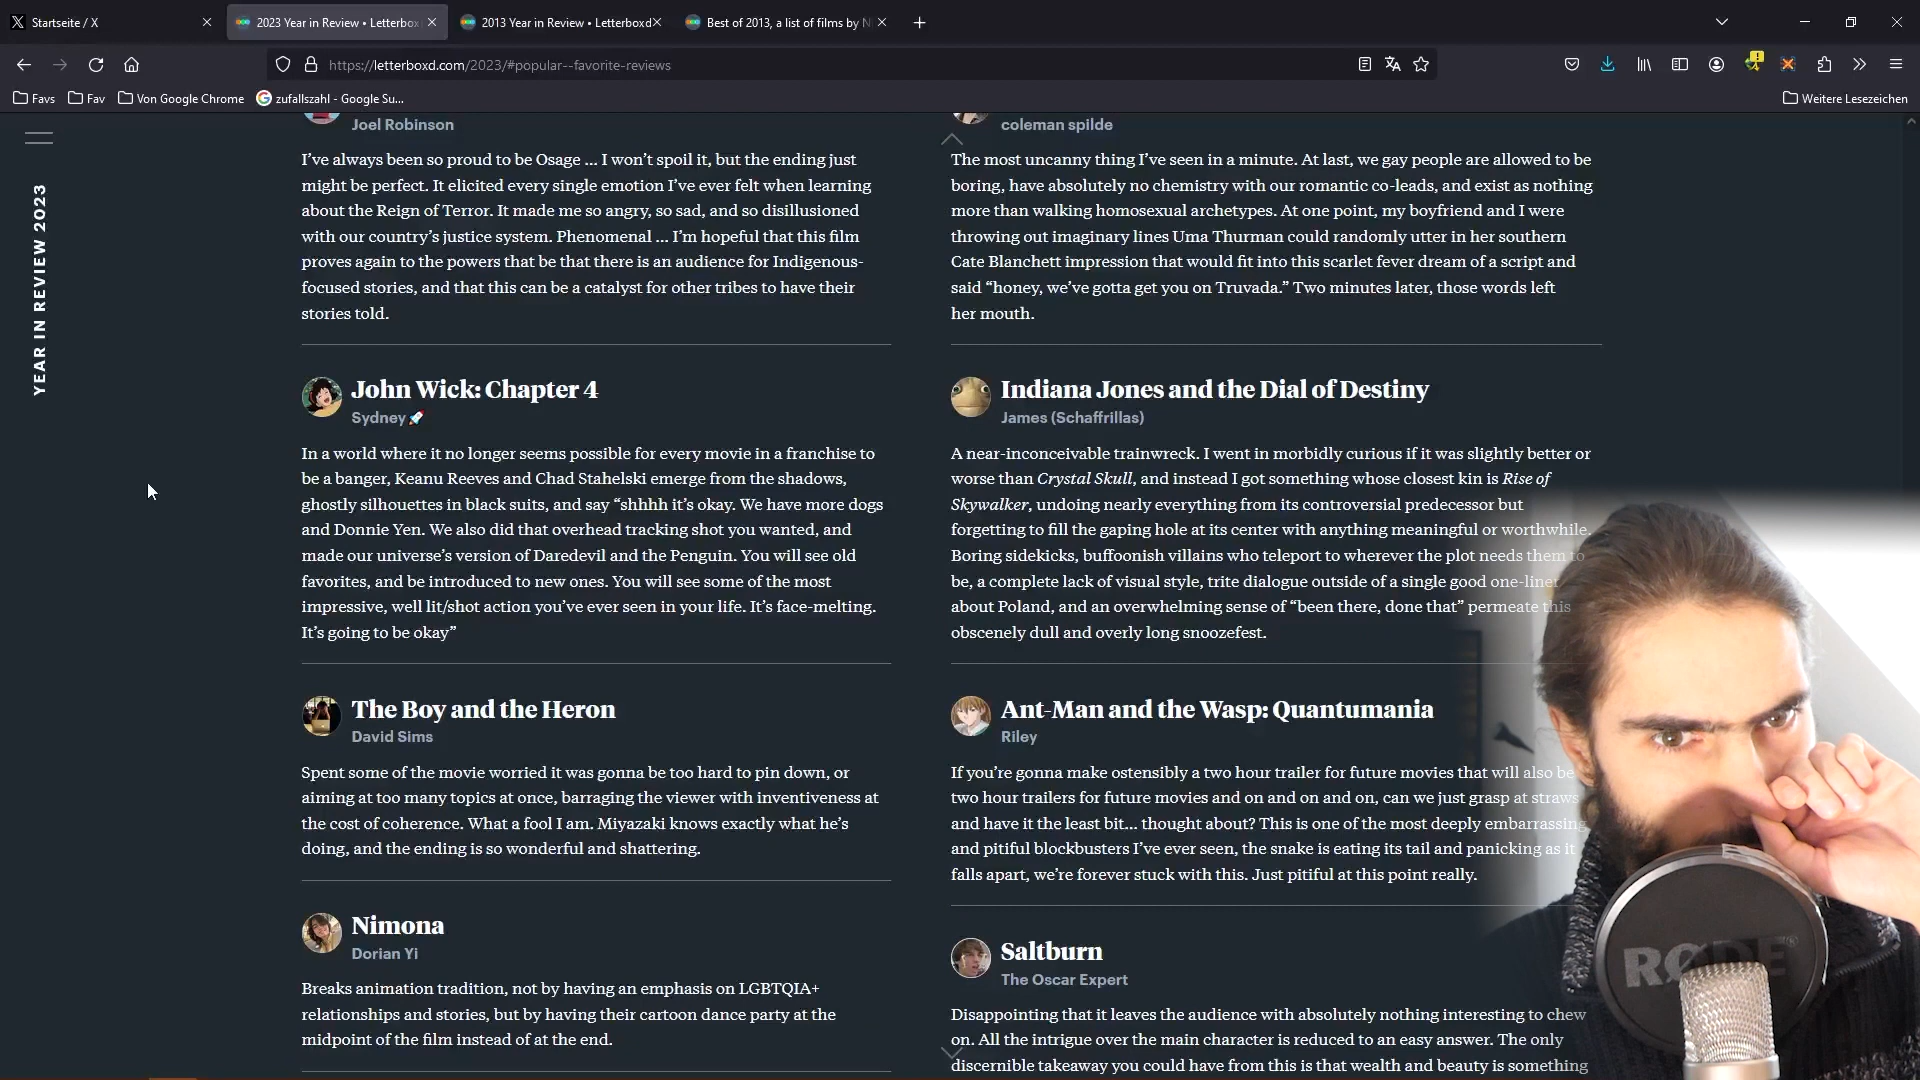 Startseite / X
2023 Year in Review • Letterbox
2013 Year in Review • Letterboxd
Best of 2013, a list of films by
https://letterboxd.com/2023/#popular--favorite-reviews
Favs
Fav
Von Google Chrome
zufallszahl - Google Su...
Weitere Lesezeichen
YEAR IN REVIEW 2023
Joel Robinson
I’ve always been so proud to be Osage ... I won’t spoil it, but the ending just
might be perfect. It elicited every single emotion I’ve ever felt when learning
about the Reign of Terror. It made me so angry, so sad, and so disillusioned
with our country’s justice system. Phenomenal ... I’m hopeful that this film
proves again to the powers that be that there is an audience for Indigenous-
focused stories, and that this can be a catalyst for other tribes to have their
stories told.
John Wick: Chapter 4
Sydney🚀
In a world where it no longer seems possible for every movie in a franchise to
be a banger, Keanu Reeves and Chad Stahelski emerge from the shadows,
ghostly silhouettes in black suits, and say “shhhh it’s okay. We have more dogs
and Donnie Yen. We also did that overhead tracking shot you wanted, and
made our universe’s version of Daredevil and the Penguin. You will see old
favorites, and be introduced to new ones. You will see some of the most
impressive, well lit/shot action you’ve ever seen in your life. It’s face-melting.
It’s going to be okay”
The Boy and the Heron
David Sims
Spent some of the movie worried it was gonna be too hard to pin down, or
aiming at too many topics at once, barraging the viewer with inventiveness at
the cost of coherence. What a fool I am. Miyazaki knows exactly what he’s
doing, and the ending is so wonderful and shattering.
Nimona
Dorian Yi
Breaks animation tradition, not by having an emphasis on LGBTQIA+
relationships and stories, but by having their cartoon dance party at the
midpoint of the film instead of at the end.
coleman spilde
The most uncanny thing I’ve seen in a minute. At last, we gay people are allowed to be
boring, have absolutely no chemistry with our romantic co-leads, and exist as nothing
more than walking homosexual archetypes. At one point, my boyfriend and I were
throwing out imaginary lines Uma Thurman could randomly utter in her southern
Cate Blanchett impression that would fit into this scarlet fever dream of a script and
said “honey, we’ve gotta get you on Truvada.” Two minutes later, those words left
her mouth.
Indiana Jones and the Dial of Destiny
James (Schaffrillas)
A near-inconceivable trainwreck. I went in morbidly curious if it was slightly better or
worse than Crystal Skull, and instead I got something whose closest kin is Rise of
Skywalker, undoing nearly everything from its controversial predecessor but
forgetting to fill the gaping hole at its center with anything meaningful or worthwhile.
Boring sidekicks, buffoonish villains who teleport to wherever the plot needs them to
be, a complete lack of visual style, trite dialogue outside of a single good one-liner
about Poland, and an overwhelming sense of “been there, done that” permeate this
obscenely dull and overly long snoozefest.
Ant-Man and the Wasp: Quantumania
Riley
If you’re gonna make ostensibly a two hour trailer for future movies that will also be
two hour trailers for future movies and on and on and on, can we just grasp at straws
and have it the least bit... thought about? This is one of the most deeply embarrassing
and pitiful blockbusters I’ve ever seen, the snake is eating its tail and panicking as it
falls apart, we’re forever stuck with this. Just pitiful at this point really.
Saltburn
The Oscar Expert
Disappointing that it leaves the audience with absolutely nothing interesting to chew
on. All the intrigue over the main character is reduced to an easy answer. The only
discernible takeaway you could have from this is that wealth and beauty is something
RØDE